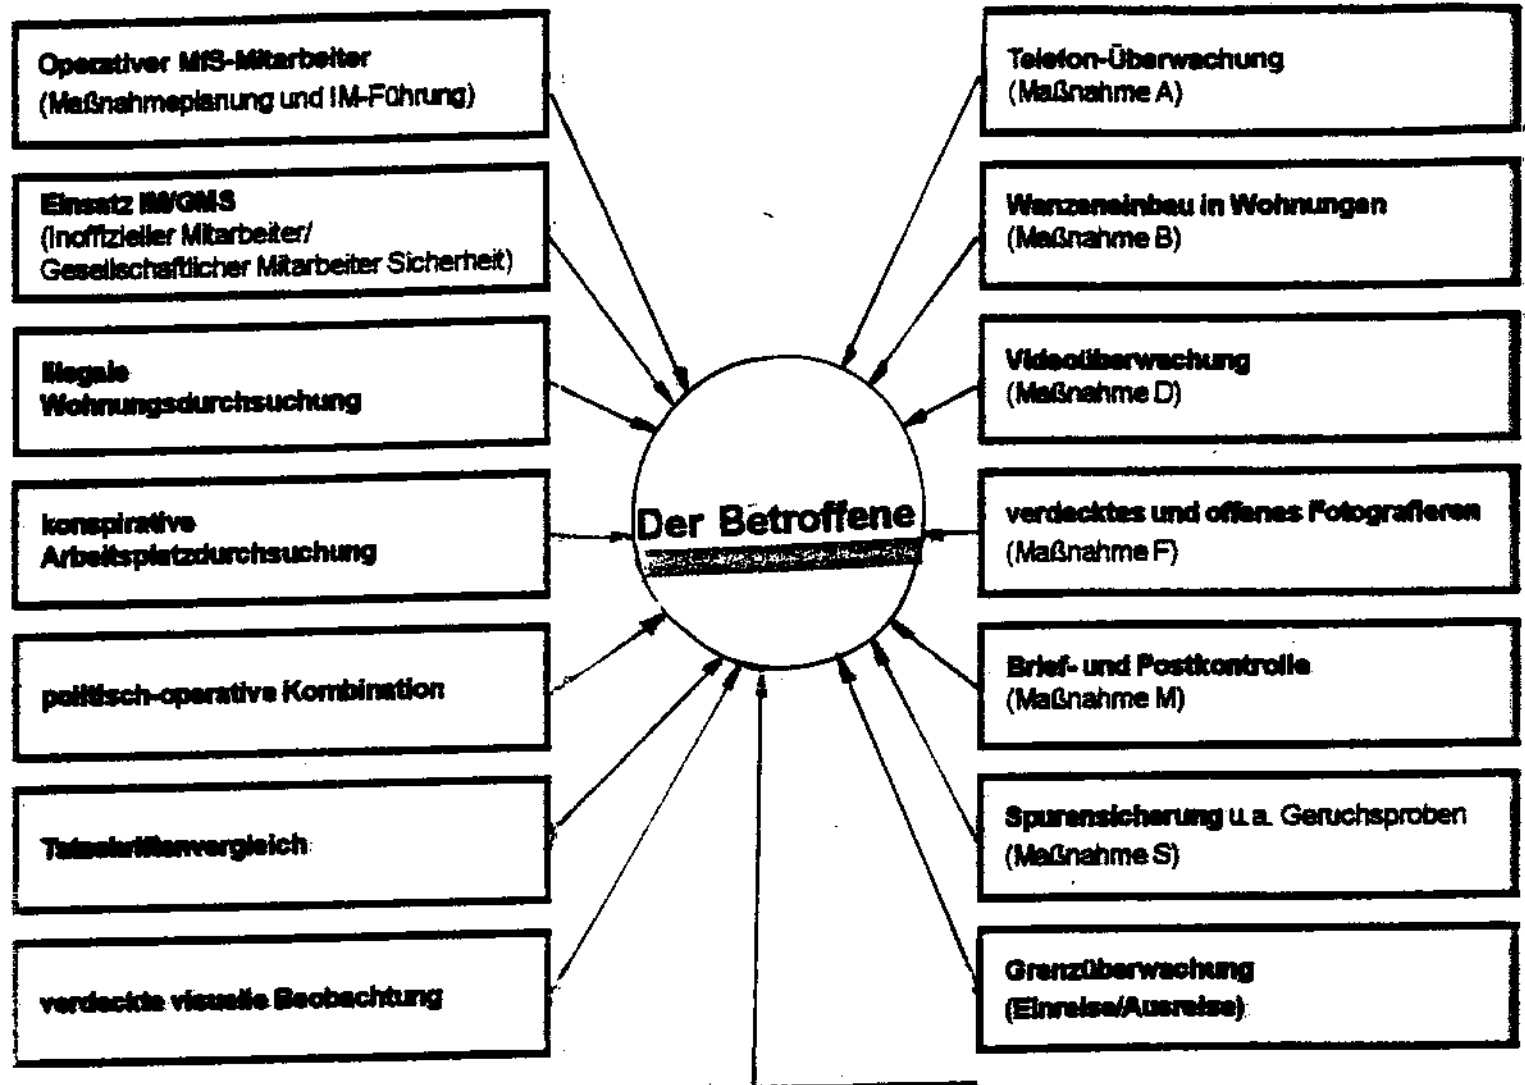 Operativer MfS-Mitarbeiter
(Maßnahmeplanung und IM-Führung)
Einsatz IM/GMS
(Inoffizieller Mitarbeiter/
Gesellschaftlicher Mitarbeiter Sicherheit)
Illegale
Wohnungsdurchsuchung
konspirative
Arbeitsplatzdurchsuchung
politisch-operative Kombination
Tatschriftenvergleich
verdeckte visuelle Beobachtung
Der Betroffene
Telefon-Überwachung
(Maßnahme A)
Wanzeneinbau in Wohnungen
(Maßnahme B)
Videoüberwachung
(Maßnahme D)
verdecktes und offenes Fotografieren
(Maßnahme F)
Brief- und Postkontrolle
(Maßnahme M)
Spurensicherung u.a. Geruchsproben
(Maßnahme S)
Grenzüberwachung
(Einreise/Ausreise)